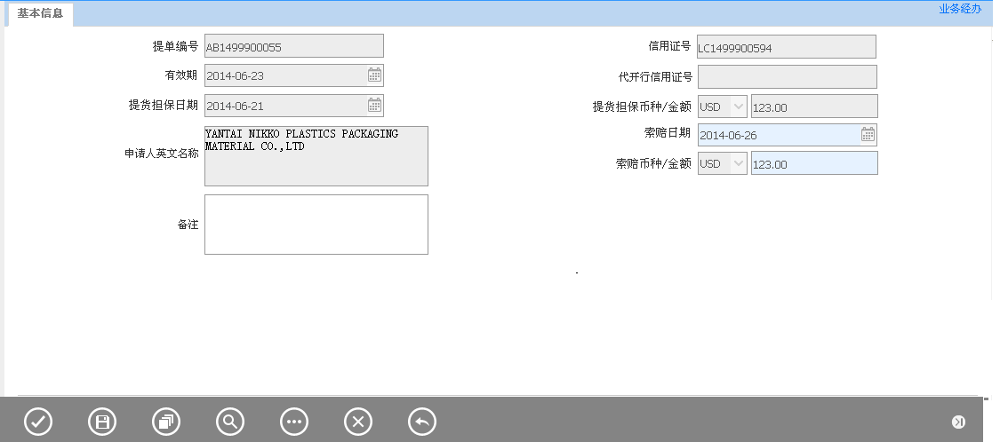 基本信息
业务经办
提单编号 AB1499900055 信用证号 LC1499900594
有效期 2014-06-23 代开行信用证号
提货担保日期 2014-06-21 提货担保币种/金额 USD 123.00
申请人英文名称 YANTAI NIKKO PLASTICS PACKAGING
MATERIAL CO.,LTD
索赔日期 2014-06-26
索赔币种/金额 USD 123.00
备注